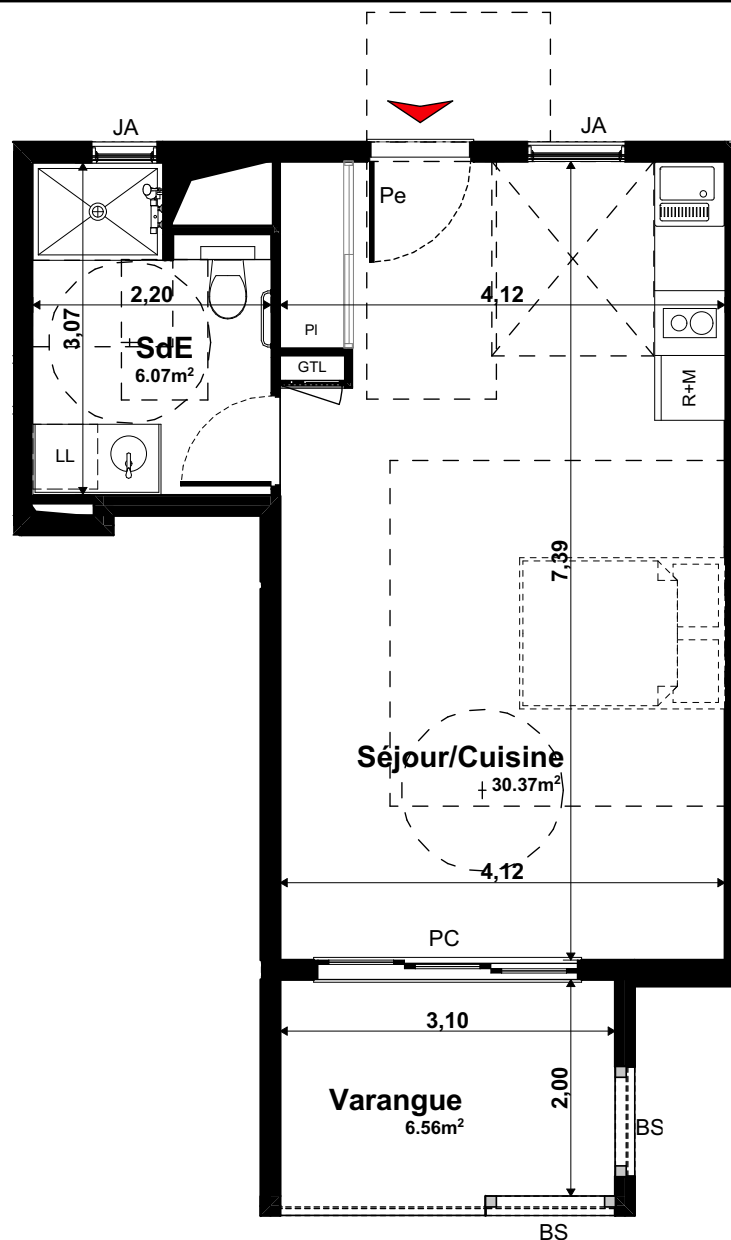 JA
JA
Pe
2,20
4,12
3,07
SdE
6.07m²
Pl
GTL
R+M
LL
7,39
Séjour/Cuisine
30.37m²
4,12
PC
3,10
2,00
Varangue
6.56m²
BS
BS